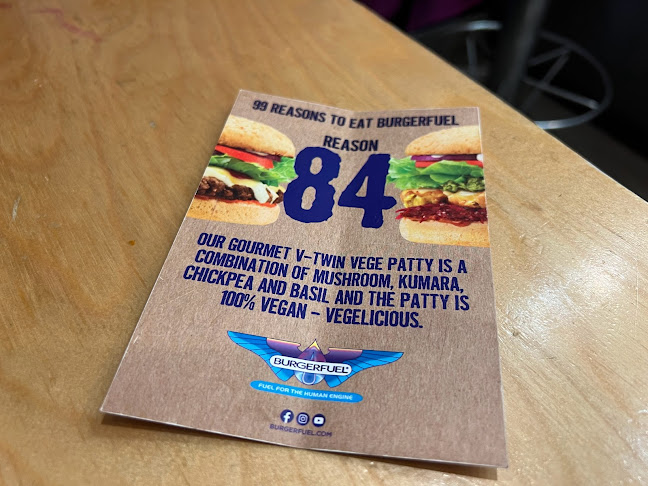 99 REASONS TO EAT BURGERFUEL
REASON
84
OUR GOURMET V-TWIN VEGE PATTY IS A
COMBINATION OF MUSHROOM, KUMARA,
CHICKPEA AND BASIL AND THE PATTY IS
100% VEGAN – VEGELICIOUS.
BURGERFUEL
FUEL FOR THE HUMAN ENGINE
BURGERFUEL.COM